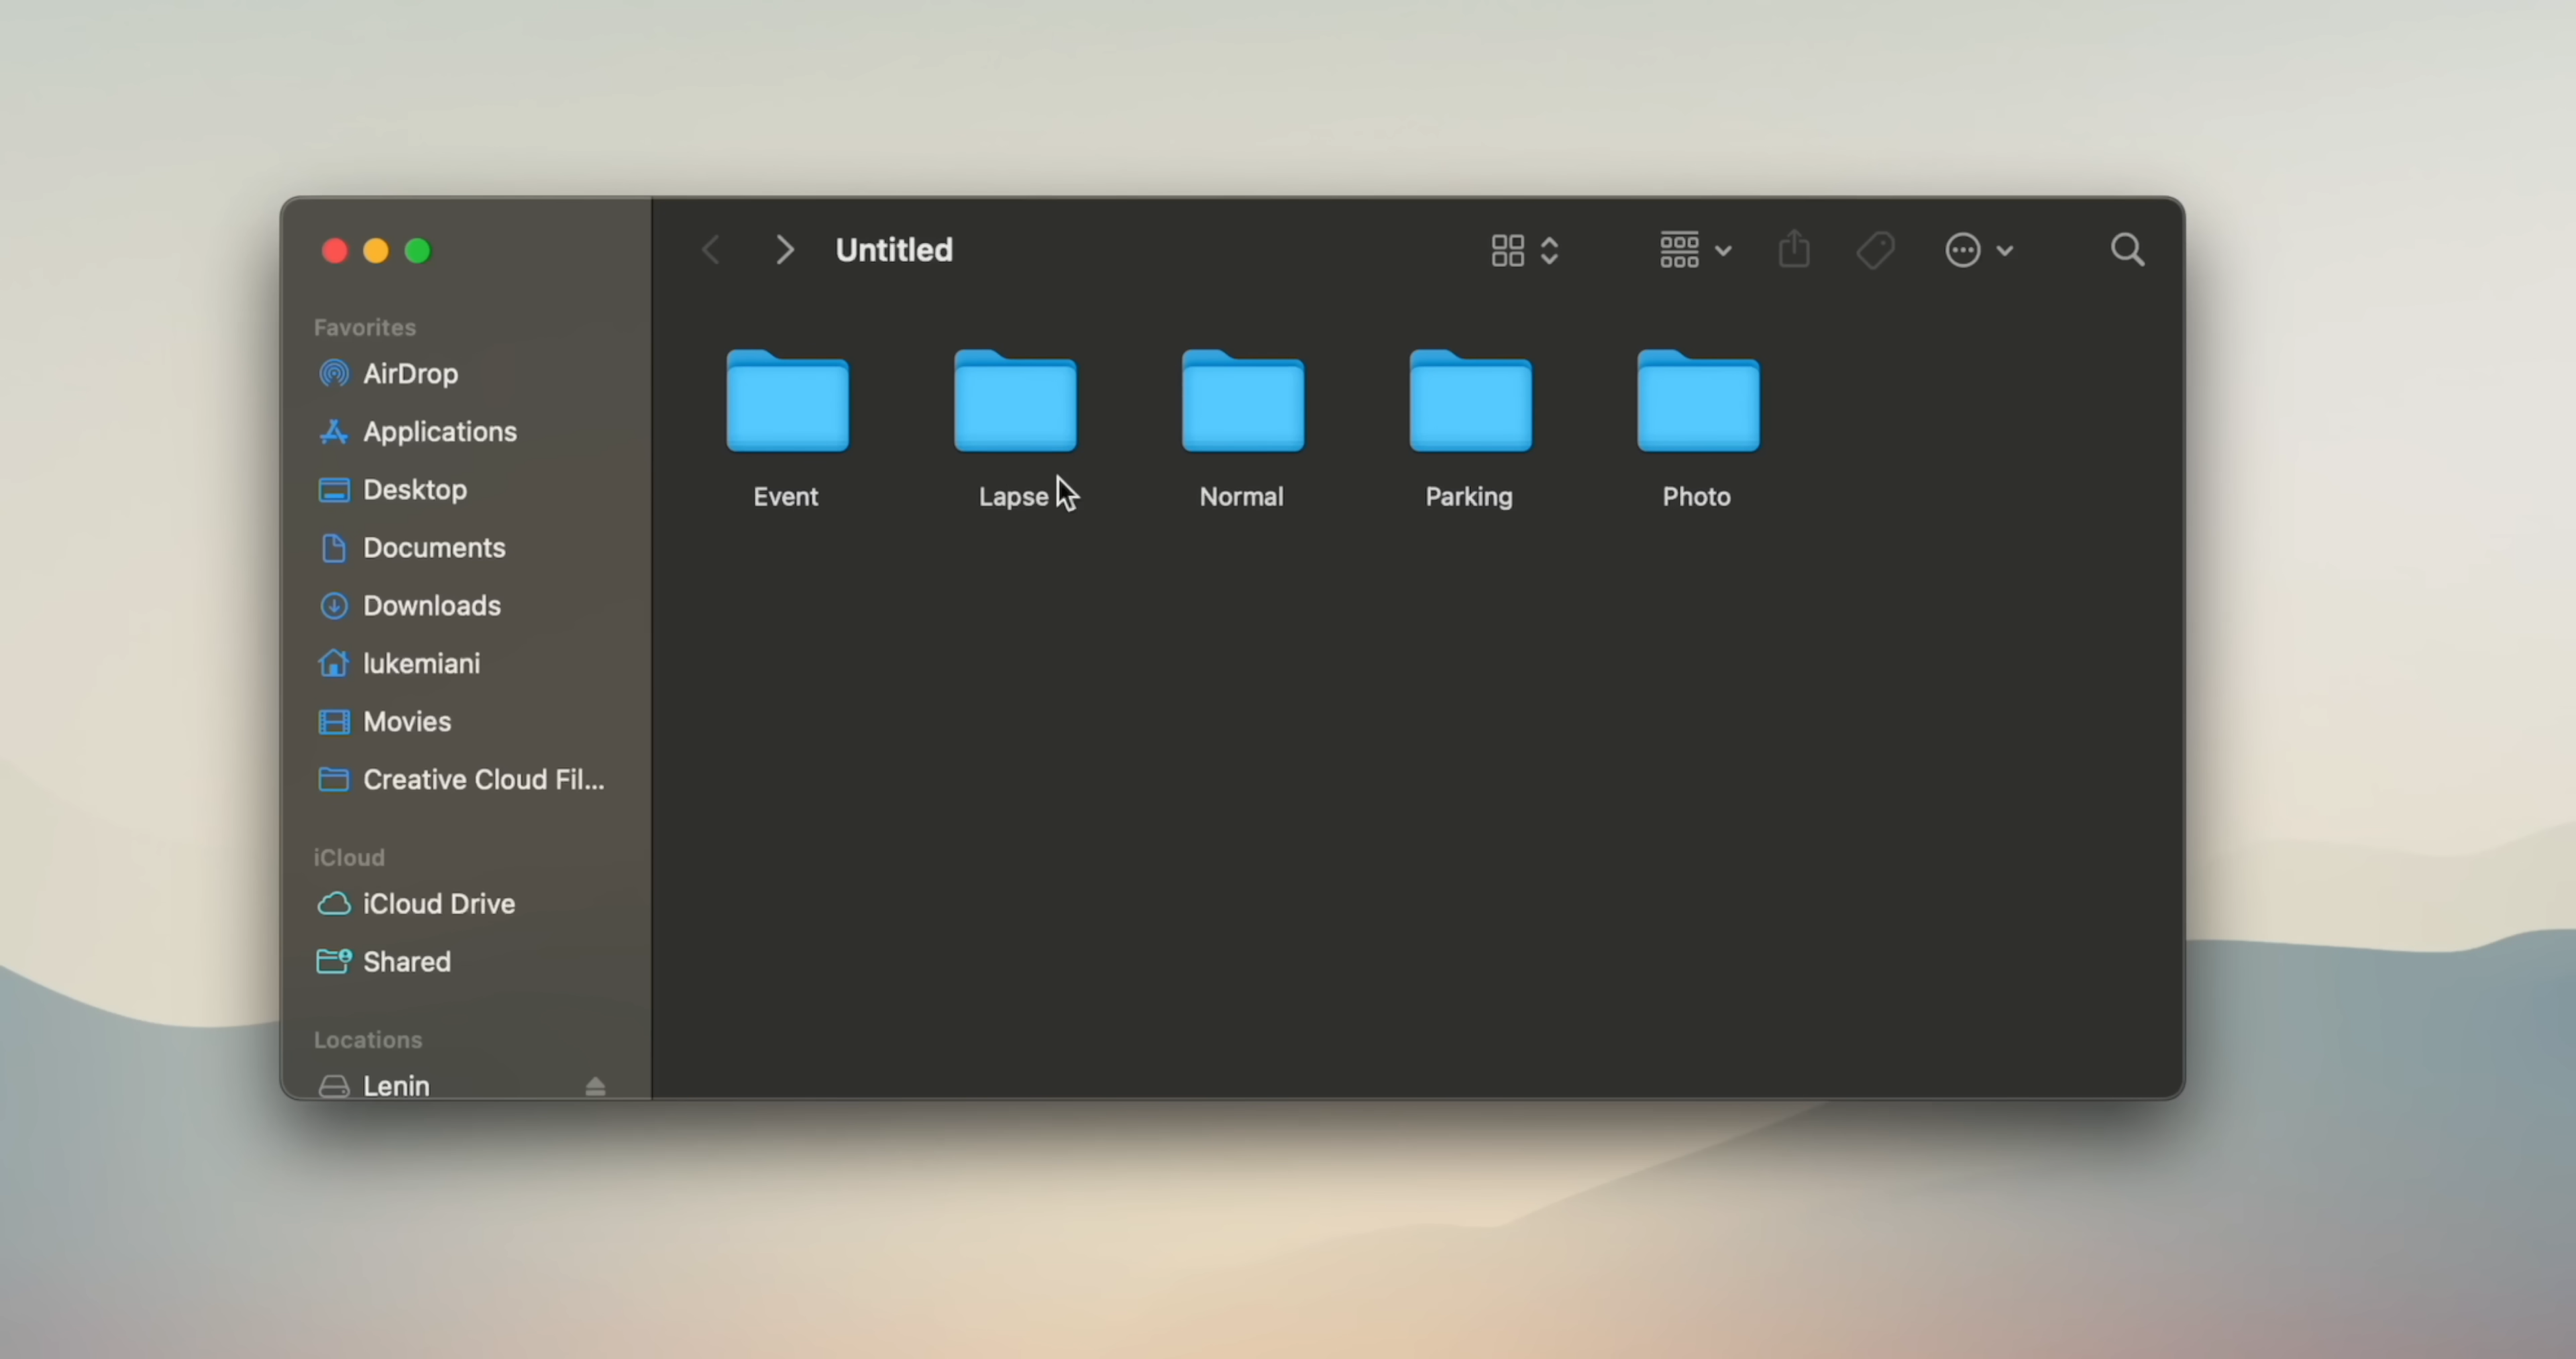 Untitled
Favorites
AirDrop
Applications
Desktop
Documents
Downloads
lukemiani
Movies
Creative Cloud Fil...
iCloud
iCloud Drive
Shared
Locations
Lenin
Event
Lapse
Normal
Parking
Photo